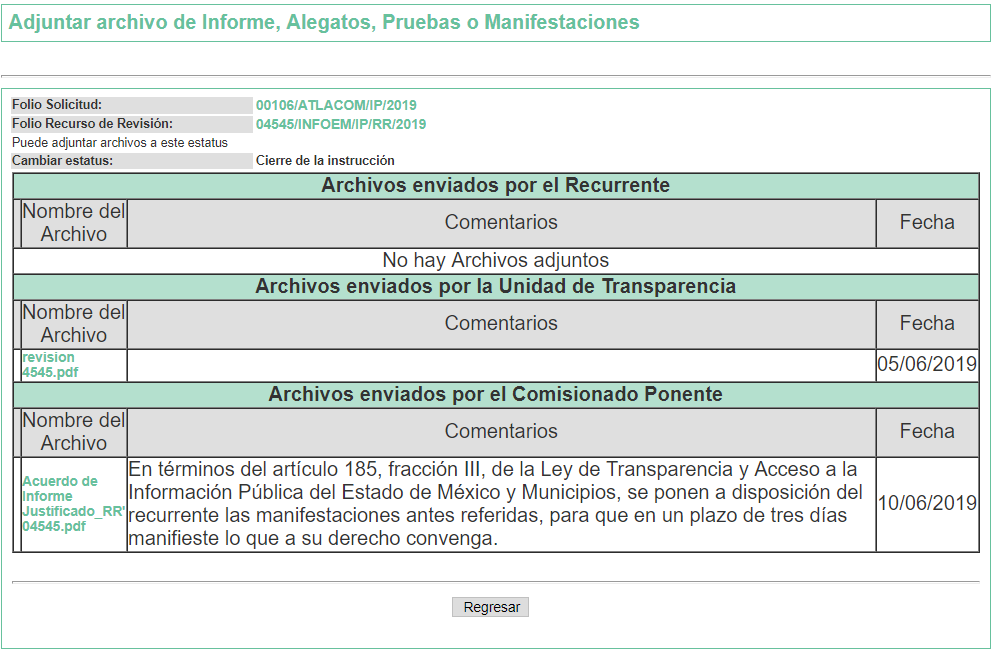 Adjuntar archivo de Informe, Alegatos, Pruebas o Manifestaciones
Folio Solicitud: 00106/ATLACOM/IP/2019
Folio Recurso de Revisión: 04545/INFOEM/IP/RR/2019
Puede adjuntar archivos a este estatus
Cambiar estatus: Cierre de la instrucción
Archivos enviados por el Recurrente
Nombre del
Archivo
Comentarios
Fecha
No hay Archivos adjuntos
Archivos enviados por la Unidad de Transparencia
Nombre del
Archivo
Comentarios
Fecha
revision
4545.pdf
05/06/2019
Archivos enviados por el Comisionado Ponente
Nombre del
Archivo
Comentarios
Fecha
Acuerdo de
Informe
Justificado_RR'
04545.pdf
En términos del artículo 185, fracción III, de la Ley de Transparencia y Acceso a la
Información Pública del Estado de México y Municipios, se ponen a disposición del
recurrente las manifestaciones antes referidas, para que en un plazo de tres días
manifieste lo que a su derecho convenga.
10/06/2019
Regresar